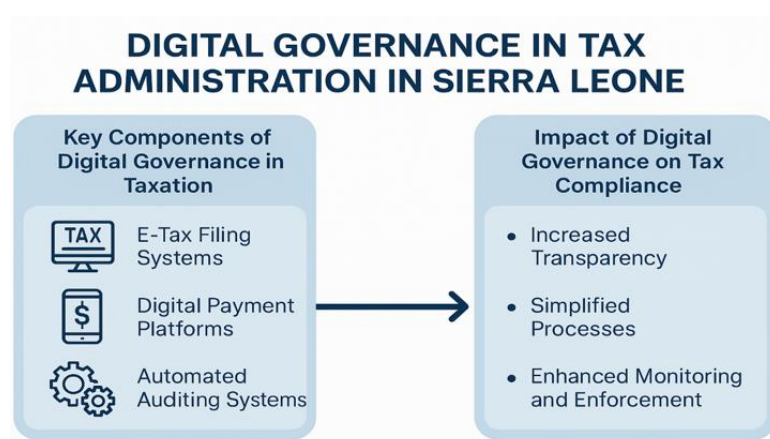 DIGITAL GOVERNANCE IN TAX
ADMINISTRATION IN SIERRA LEONE
Key Components of
Digital Governance in
Taxation
TAX
E-Tax Filing
Systems
$
Digital Payment
Platforms
Automated
Auditing Systems
Impact of Digital
Governance on Tax
Compliance
• Increased
Transparency
• Simplified
Processes
• Enhanced Monitoring
and Enforcement